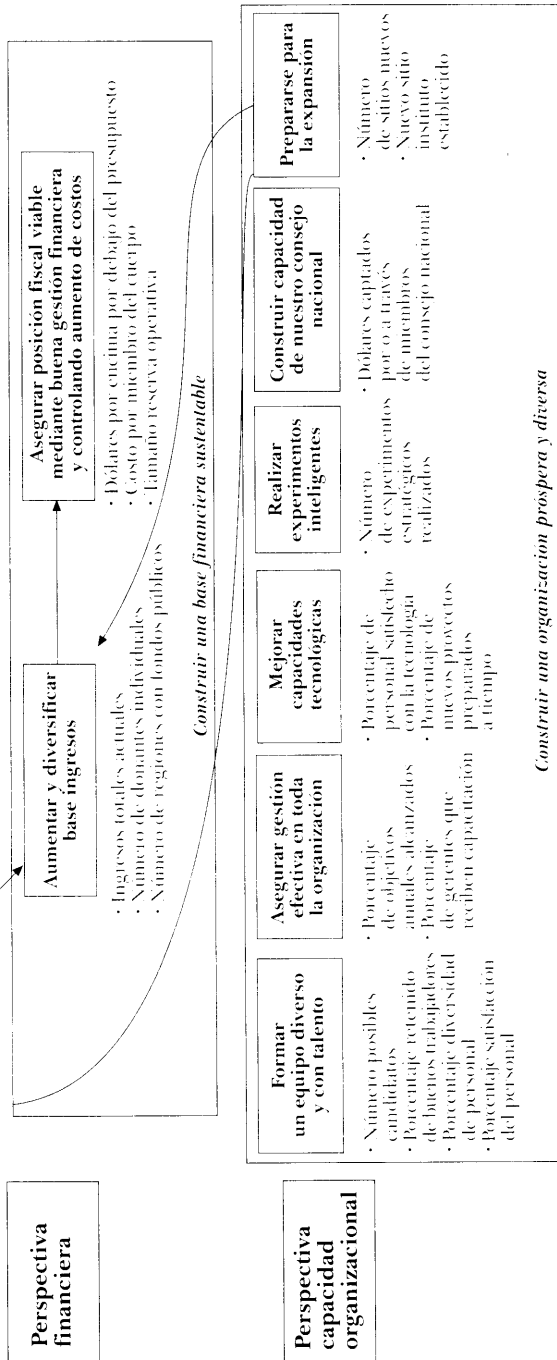 Perspectiva
financiera
Aumentar y diversificar
base ingresos
· Ingresos totales actuales
· Número de donantes individuales
· Número de regiones con fondos públicos
Asegurar posición fiscal viable
mediante buena gestión financiera
y controlando aumento de costos
· Dólares por encima por debajo del presupuesto
· Costo por miembro del cuerpo
· Tamaño reserva operativa
Construir una base financiera sustentable
Perspectiva
capacidad
organizacional
Formar
un equipo diverso
y con talento
· Número posibles
candidatos
· Porcentaje retenido
de buenos trabajadores
· Porcentaje diversidad
de personal
· Porcentaje satisfacción
del personal
Asegurar gestión
efectiva en toda
la organización
· Porcentaje
de objetivos
anuales alcanzados
· Porcentaje
de gerentes que
reciben capacitación
Mejorar
capacidades
tecnológicas
· Porcentaje de
personal satisfecho
con la tecnología
· Porcentaje de
nuevos proyectos
preparados
a tiempo
Realizar
experimentos
inteligentes
· Número
de experimentos
estratégicos
realizados
Construir capacidad
de nuestro consejo
nacional
· Dólares captados
por o a través
de miembros
del consejo nacional
Prepararse para
la expansión
· Número
de sitios nuevos
· Nuevo sitio
instituto
establecido
Construir una organización próspera y diversa